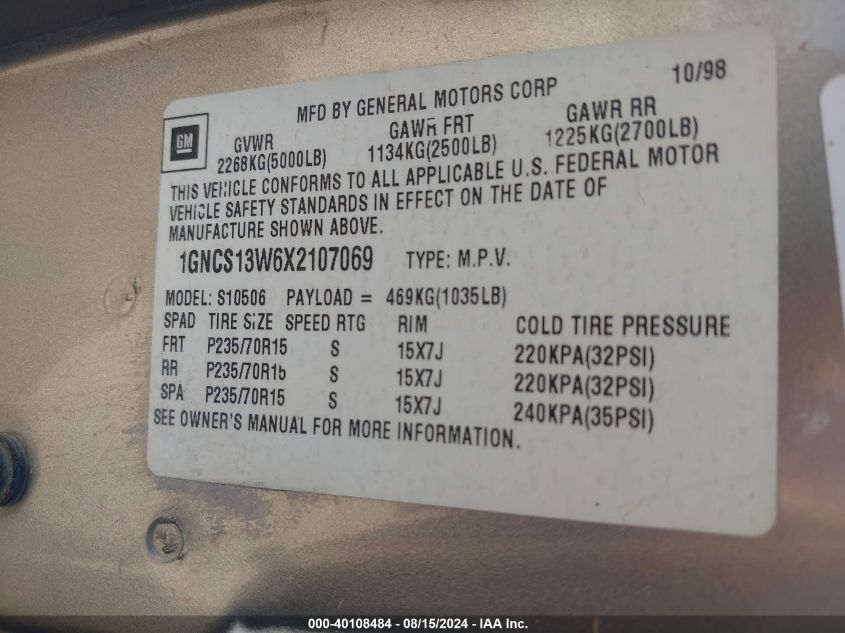 MFD BY GENERAL MOTORS CORP 10/98
GM
GVWR GAWR FRT GAWR RR
2268KG(5000LB) 1134KG(2500LB) 1225KG(2700LB)
THIS VEHICLE CONFORMS TO ALL APPLICABLE U.S. FEDERAL MOTOR
VEHICLE SAFETY STANDARDS IN EFFECT ON THE DATE OF
MANUFACTURE SHOWN ABOVE.
1GNCS13W6X2107069 TYPE: M.P.V.
MODEL: S10506 PAYLOAD = 469KG(1035LB)
SPAD TIRE SIZE SPEED RTG RIM COLD TIRE PRESSURE
FRT P235/70R15 S 15X7J 220KPA(32PSI)
RR P235/70R15 S 15X7J 220KPA(32PSI)
SPA P235/70R15 S 15X7J 240KPA(35PSI)
SEE OWNER'S MANUAL FOR MORE INFORMATION.
000-40108484 - 08/15/2024 - IAA Inc.